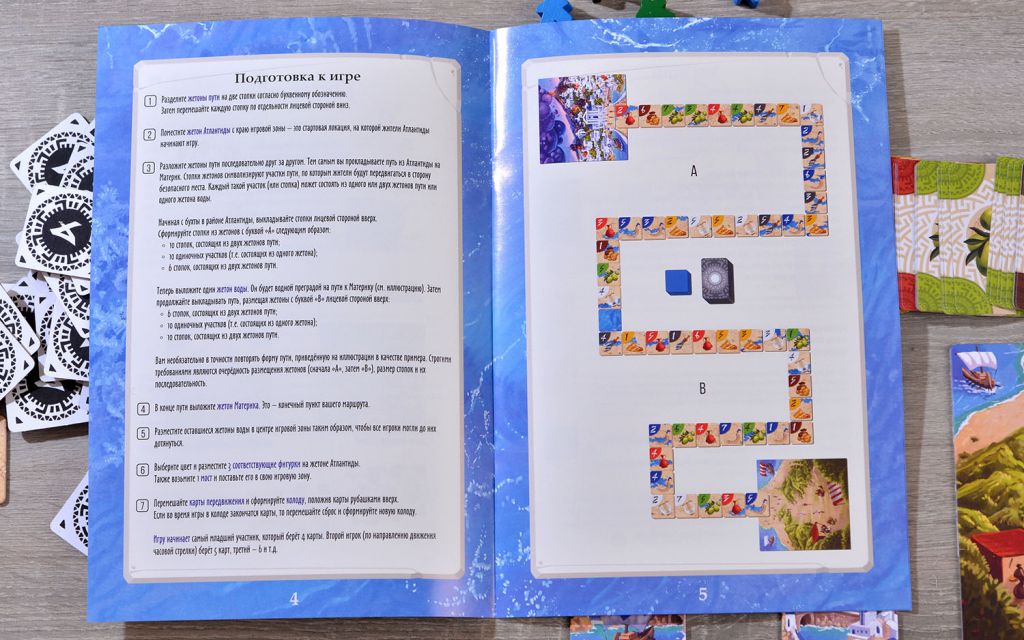 Подготовка к игре
1 Разделите жетоны пути на две стопки согласно буквенному обозначению.
Затем перемешайте каждую стопку по отдельности лицевой стороной вниз.
2 Поместите жетон Атлантиды с краю игровой зоны – это стартовая локация, на которой жители Атлантиды
начинают игру.
3 Разложите жетоны пути последовательно друг за другом. Тем самым вы прокладываете путь из Атлантиды на
Материк. Стопки жетонов символизируют участки пути, по которым жители будут передвигаться в сторону
безопасного места. Каждый такой участок (или стопка) может состоять из одного или двух жетонов пути или
одного жетона воды.
Начиная с бухты в районе Атлантиды, выкладывайте стопки лицевой стороной вверх.
Сформируйте стопки из жетонов с буквой «А» следующим образом:
• 10 стопок, состоящих из двух жетонов пути;
• 10 одиночных участков (т.е. состоящих из одного жетона);
• 6 стопок, состоящих из двух жетонов пути.
Теперь выложите один жетон воды. Он будет водной преградой на пути к Материку (см. иллюстрацию). Затем
продолжайте выкладывать путь, размещая жетоны с буквой «В» лицевой стороной вверх:
• 6 стопок, состоящих из двух жетонов пути;
• 10 одиночных участков (т.е. состоящих из одного жетона);
• 10 стопок, состоящих из двух жетонов пути.
Вам необязательно в точности повторять форму пути, приведённую на иллюстрации в качестве примера. Строгими
требованиями являются очерёдность размещения жетонов (сначала «А», затем «В»), размер стопок и их
последовательность.
4 В конце пути выложите жетон Материка. Это – конечный пункт вашего маршрута.
5 Разместите оставшиеся жетоны воды в центре игровой зоны таким образом, чтобы все игроки могли до них
дотянуться.
6 Выберите цвет и разместите 3 соответствующие фигурки на жетоне Атлантиды.
Также возьмите 1 мост и поставьте его в свою игровую зону.
7 Перемешайте карты передвижения и сформируйте колоду, положив карты рубашками вверх.
Если во время игры в колоде закончатся карты, то перемешайте сброс и сформируйте новую колоду.
Игру начинает самый младший участник, который берёт 4 карты. Второй игрок (по направлению движения
часовой стрелки) берёт 5 карт, третий – 6 и т.д.
4
A
B
5